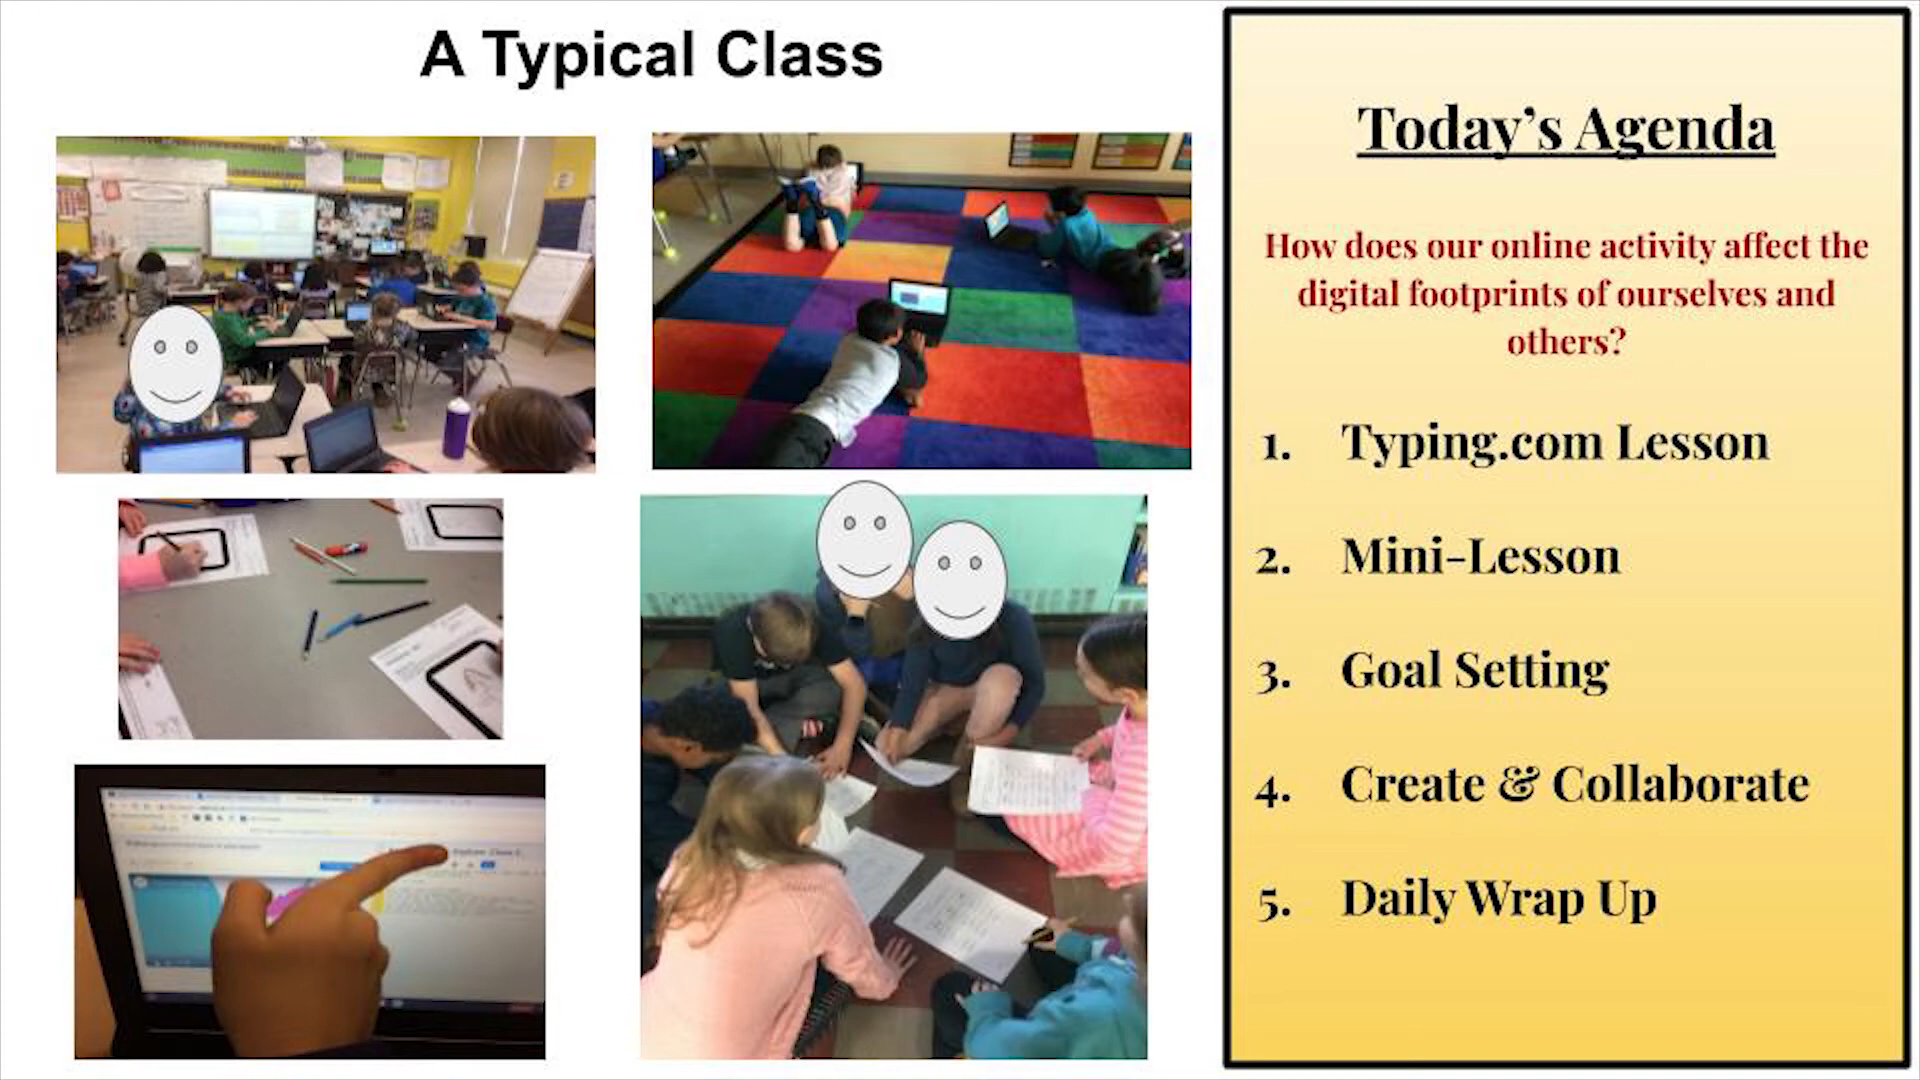 A Typical Class
Today's Agenda
How does our online activity affect the
digital footprints of ourselves and
others?
1. Typing.com Lesson
2. Mini-Lesson
3. Goal Setting
4. Create & Collaborate
5. Daily Wrap Up